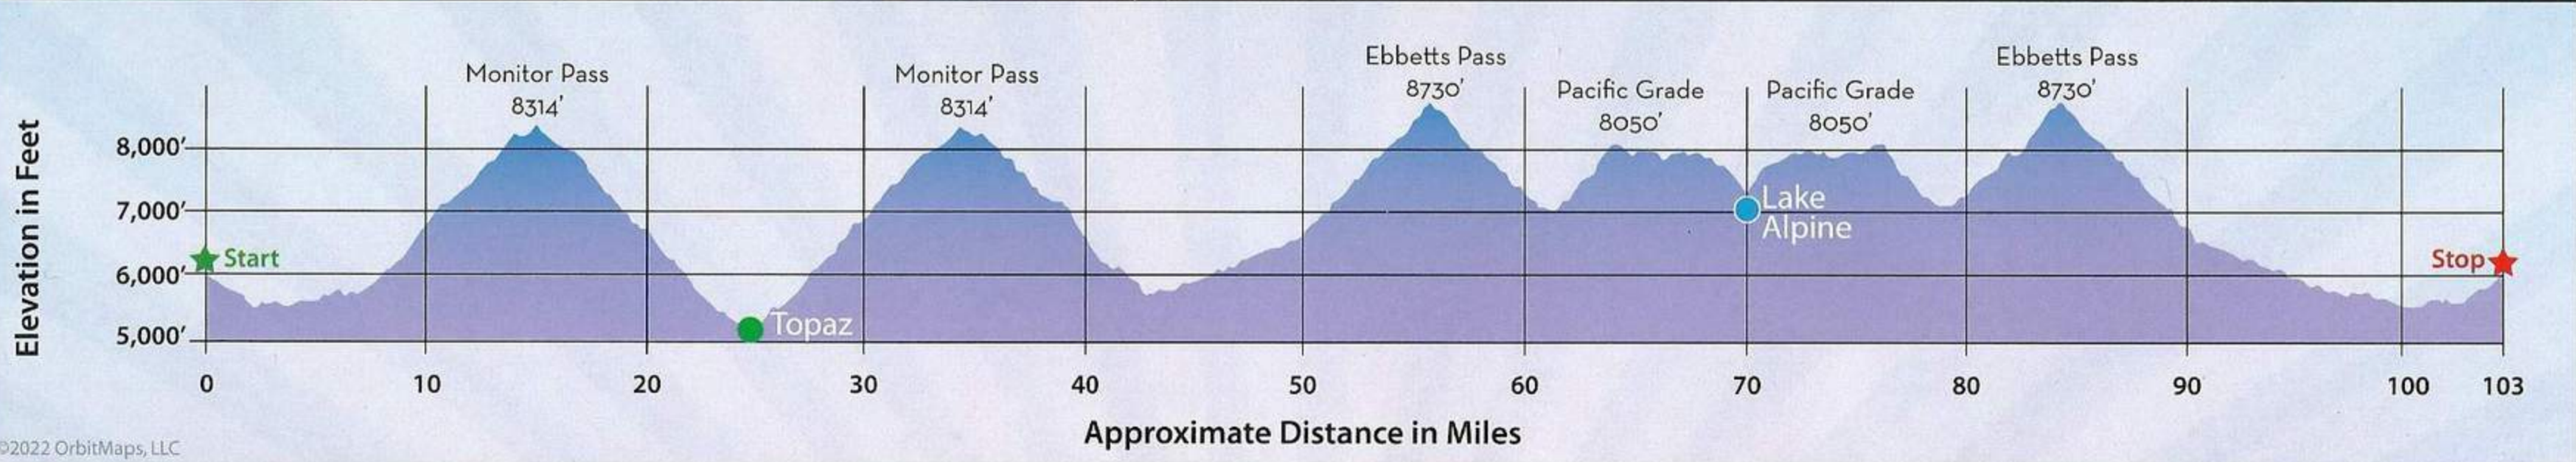 Ebbetts Pass
8730'
Ebbetts Pass
8730'
Monitor Pass
8314'
Monitor Pass
8314'
Pacific Grade
8050'
Pacific Grade
8050'
Elevation in Feet
8,000'
7,000'
6,000'
5,000'
Start
Topaz
Lake
Alpine
Stop
0 10 20 30 40 50 60 70 80 90 100 103
Approximate Distance in Miles
©2022 OrbitMaps, LLC